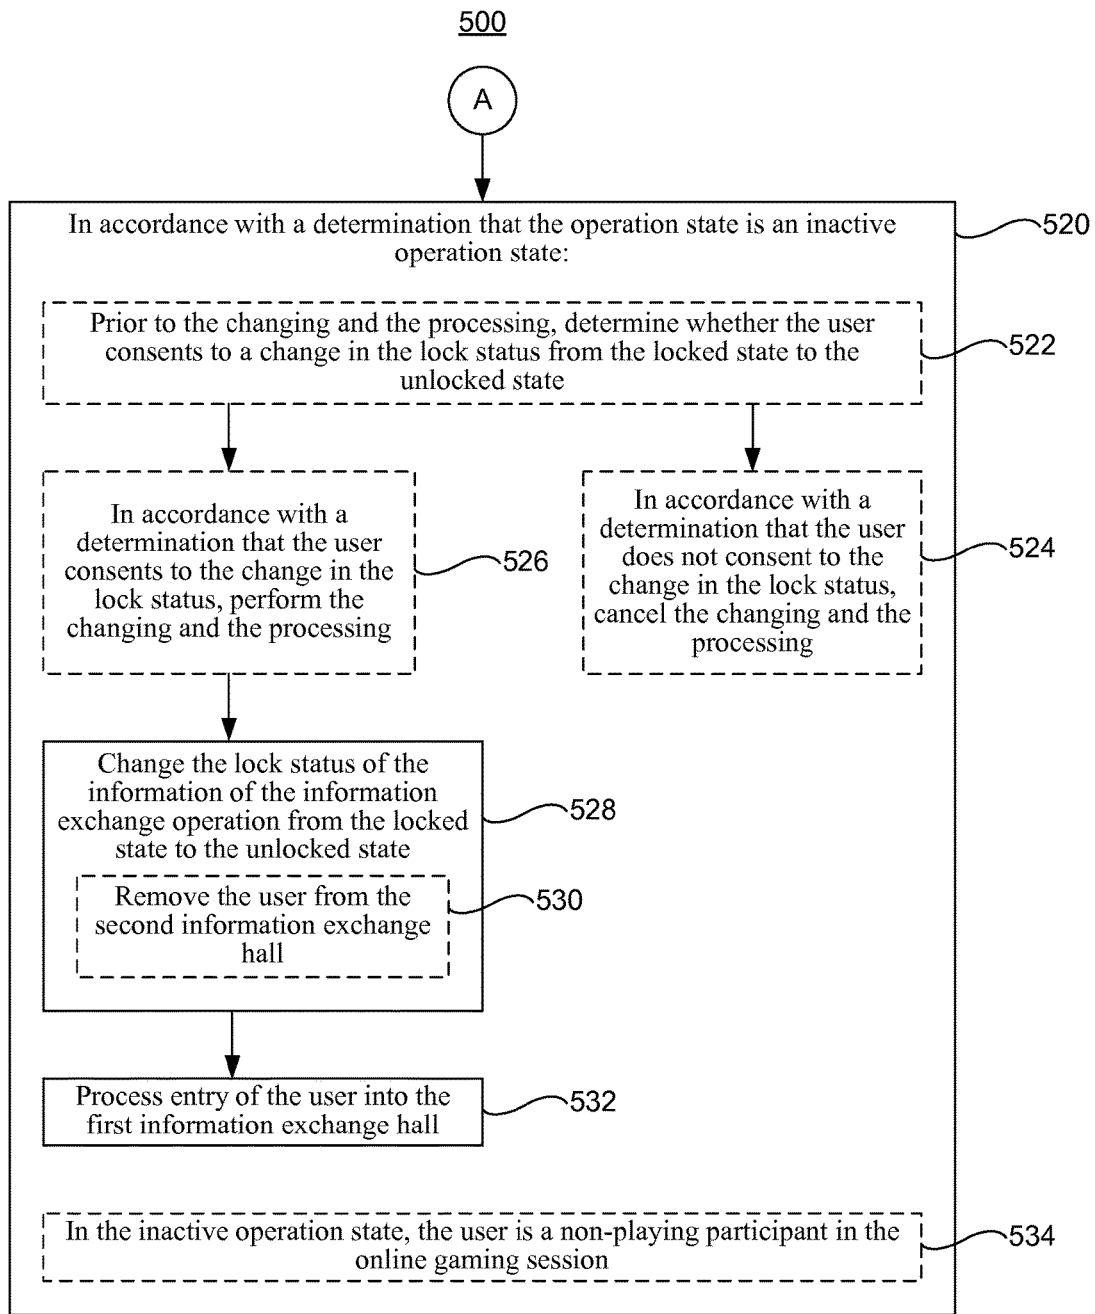 500
A
In accordance with a determination that the operation state is an inactive
operation state:
520
Prior to the changing and the processing, determine whether the user
consents to a change in the lock status from the locked state to the
unlocked state
522
In accordance with a
determination that the user
consents to the change in the
lock status, perform the
changing and the processing
526
In accordance with a
determination that the user
does not consent to the
change in the lock status,
cancel the changing and the
processing
524
Change the lock status of the
information of the information
exchange operation from the locked
state to the unlocked state
528
Remove the user from the
second information exchange
hall
530
Process entry of the user into the
first information exchange hall
532
In the inactive operation state, the user is a non-playing participant in the
online gaming session
534